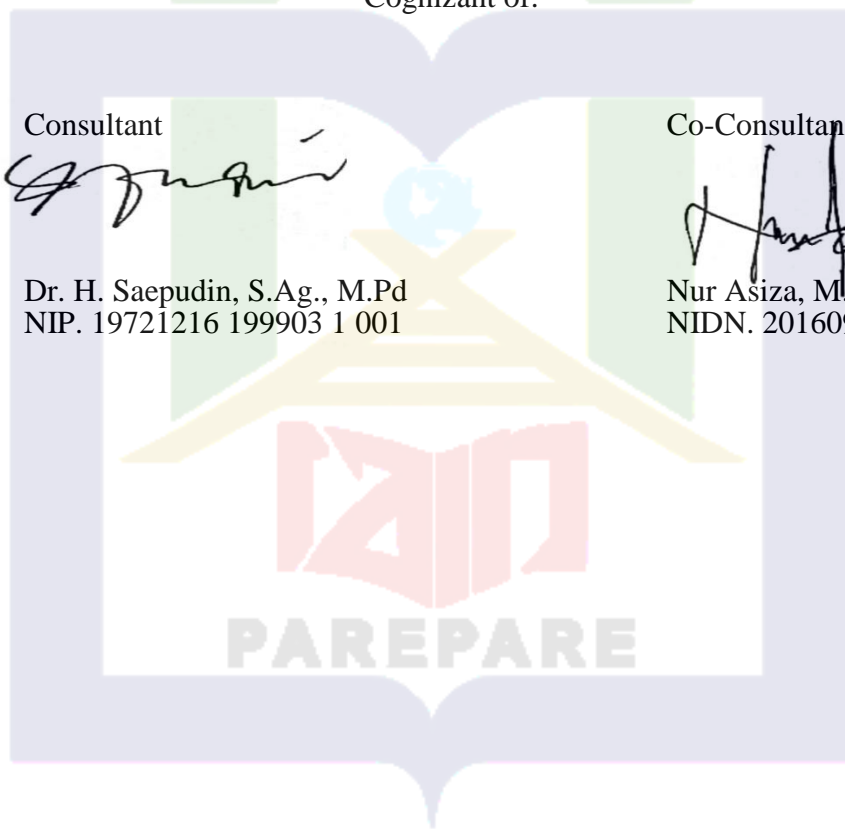 Cognizant of:
Consultant Co-Consultan
Dr. H. Saepudin, S.Ag., M.Pd Nur Asiza, M.
NIP. 19721216 199903 1 001 NIDN. 201609
iain
PAREPARE